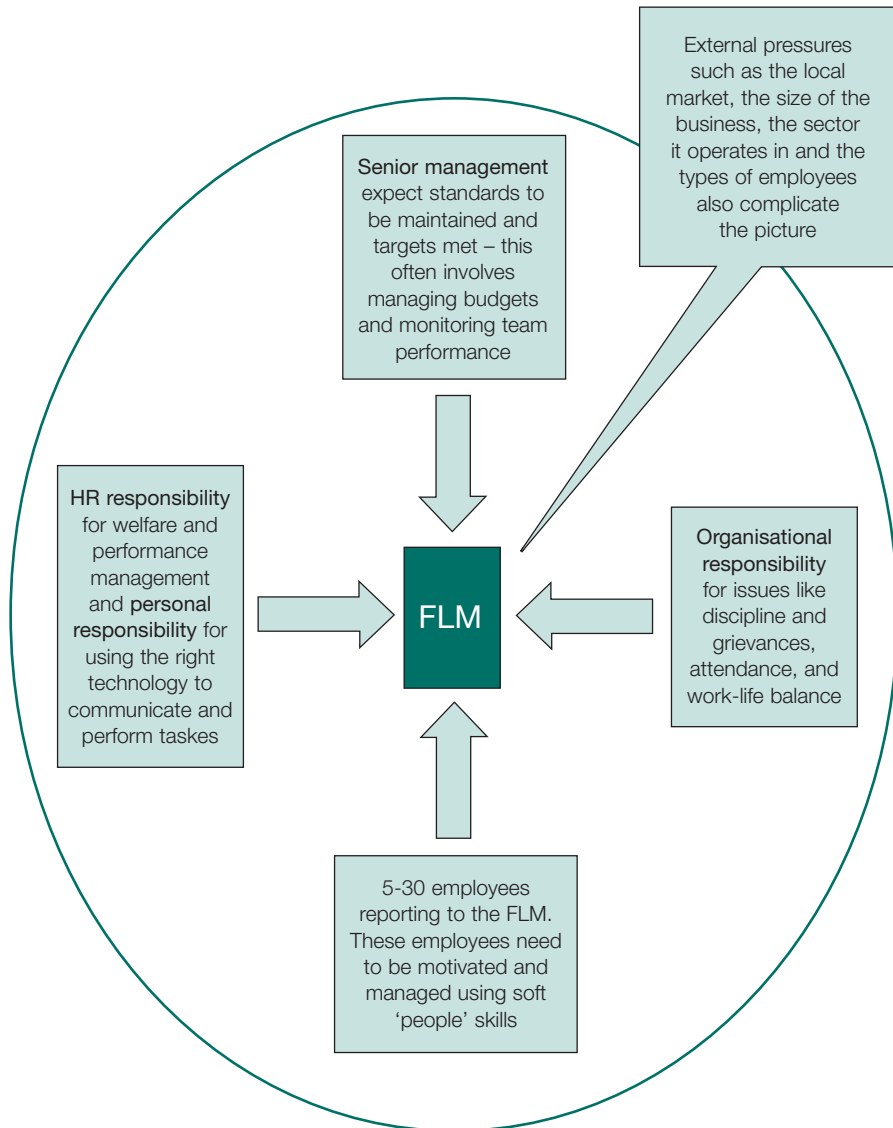 External pressures
such as the local
market, the size of the
business, the sector
it operates in and the
types of employees
also complicate
the picture
Senior management
expect standards to
be maintained and
targets met – this
often involves
managing budgets
and monitoring team
performance
HR responsibility
for welfare and
performance
management
and personal
responsibility for
using the right
technology to
communicate and
perform taskes
FLM
Organisational
responsibility
for issues like
discipline and
grievances,
attendance, and
work-life balance
5-30 employees
reporting to the FLM.
These employees need
to be motivated and
managed using soft
‘people’ skills